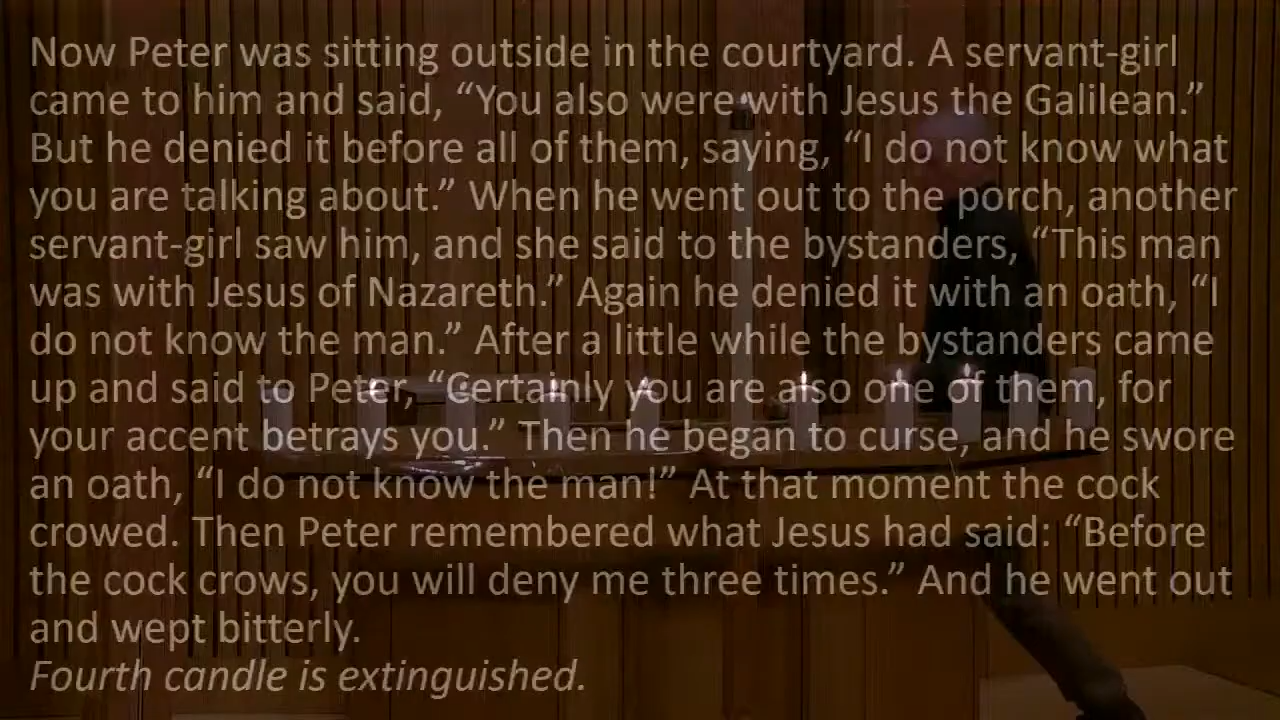 Now Peter was sitting outside in the courtyard. A servant-girl
came to him and said, “You also were with Jesus the Galilean.”
But he denied it before all of them, saying, “I do not know what
you are talking about.” When he went out to the porch, another
servant-girl saw him, and she said to the bystanders, “This man
was with Jesus of Nazareth.” Again he denied it with an oath, “I
do not know the man.” After a little while the bystanders came
up and said to Peter, “Certainly you are also one of them, for
your accent betrays you.” Then he began to curse, and he swore
an oath, “I do not know the man!” At that moment the cock
crowed. Then Peter remembered what Jesus had said: “Before
the cock crows, you will deny me three times.” And he went out
and wept bitterly.
Fourth candle is extinguished.